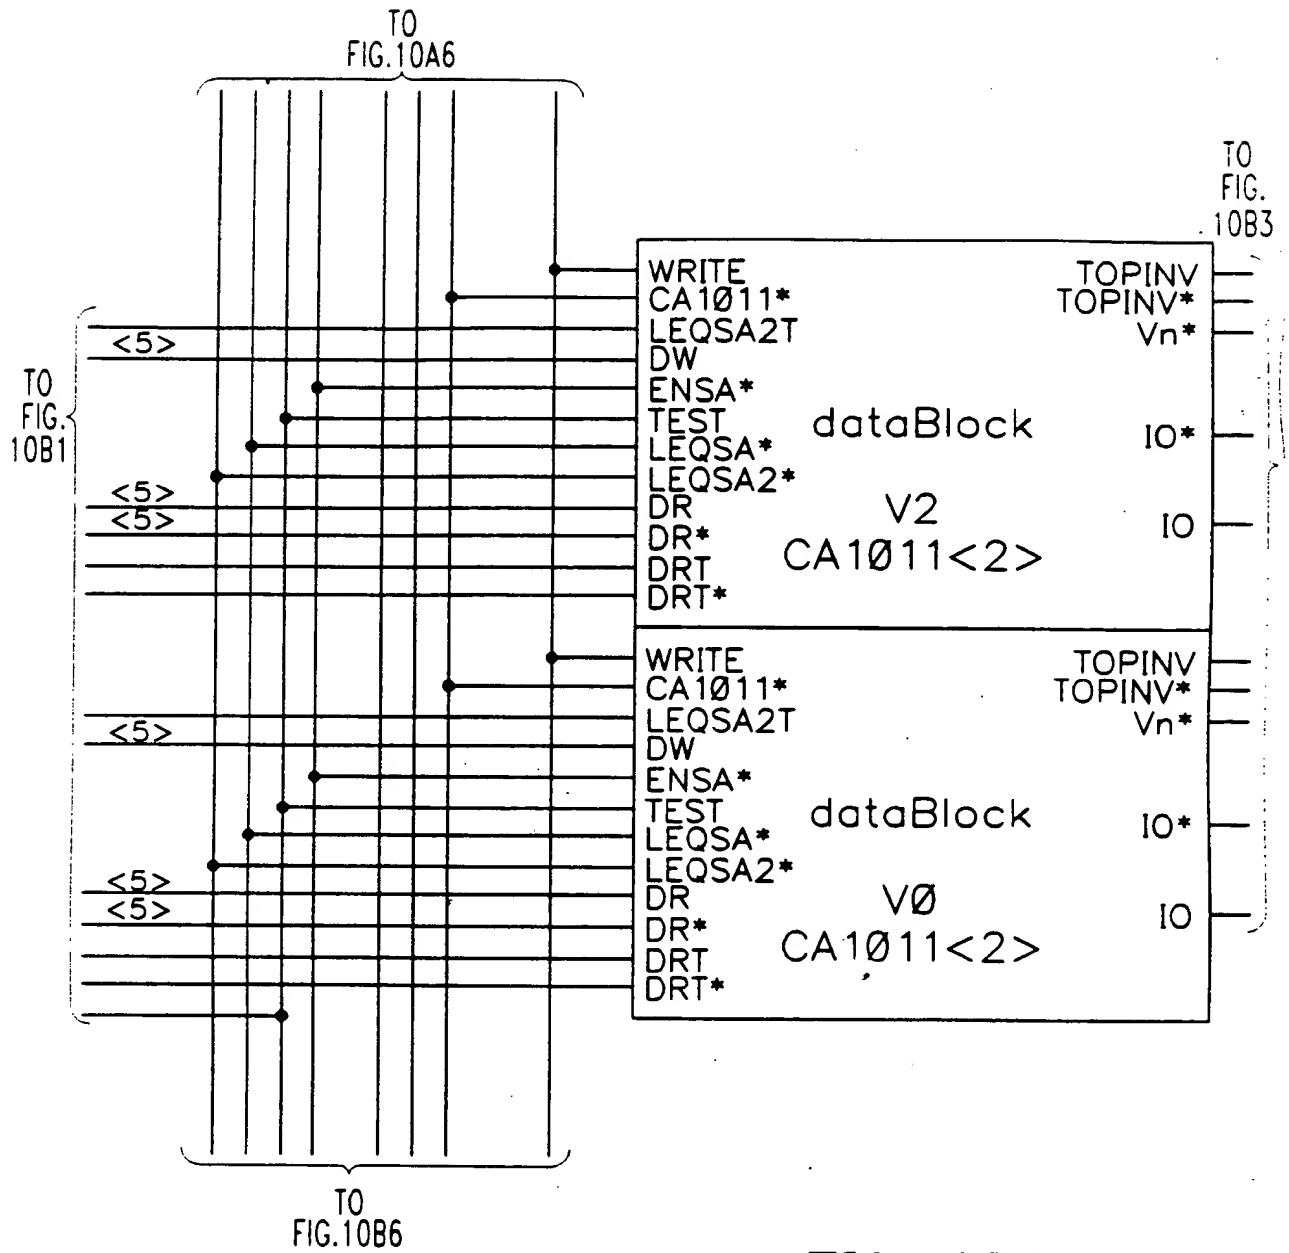 TO
FIG.10A6
TO
FIG.
10B3
TO
FIG.
10B1
<5>
<5>
<5>
WRITE
CA1Ø11*
LEQSA2T
DW
ENSA*
TEST
LEQSA*
LEQSA2*
DR
DR*
DRT
DRT*
dataBlock
V2
CA1Ø11<2>
TOPINV
TOPINV*
Vn*
IO*
IO
<5>
<5>
<5>
WRITE
CA1Ø11*
LEQSA2T
DW
ENSA*
TEST
LEQSA*
LEQSA2*
DR
DR*
DRT
DRT*
dataBlock
VØ
CA1Ø11<2>
TOPINV
TOPINV*
Vn*
IO*
IO
TO
FIG.10B6